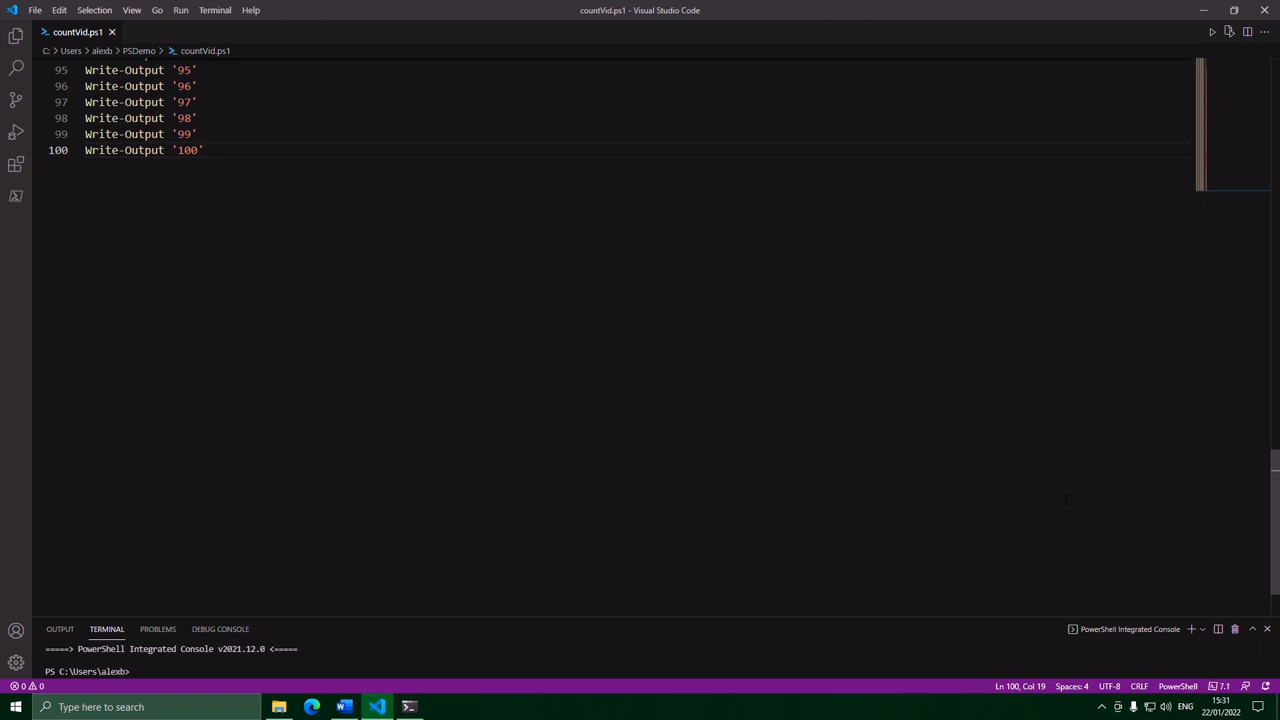 File Edit Selection View Go Run Terminal Help countVid.ps1 - Visual Studio Code
countVid.ps1
C: > Users > alexb > PSDemo > countVid.ps1
95 Write-Output '95'
96 Write-Output '96'
97 Write-Output '97'
98 Write-Output '98'
99 Write-Output '99'
100 Write-Output '100'
OUTPUT TERMINAL PROBLEMS DEBUG CONSOLE PowerShell Integrated Console
=====> PowerShell Integrated Console v2021.12.0 <=====
PS C:\Users\alexb>
0 0 Ln 100, Col 19 Spaces: 4 UTF-8 CRLF PowerShell 7.1
Type here to search ENG 15:31
22/01/2022